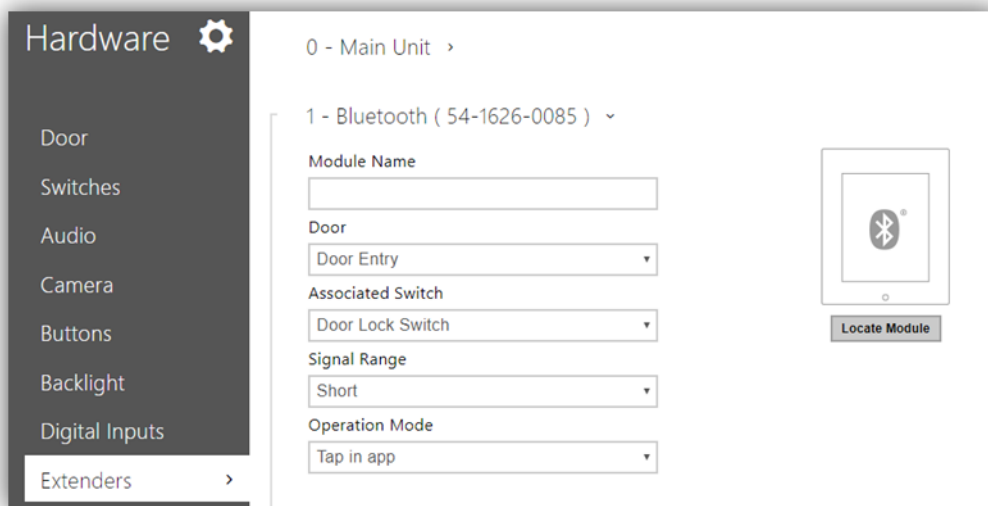 Hardware
Door
Switches
Audio
Camera
Buttons
Backlight
Digital Inputs
Extenders
0 - Main Unit
1 - Bluetooth ( 54-1626-0085 )
Module Name
Door
Door Entry
Associated Switch
Door Lock Switch
Signal Range
Short
Operation Mode
Tap in app
Locate Module